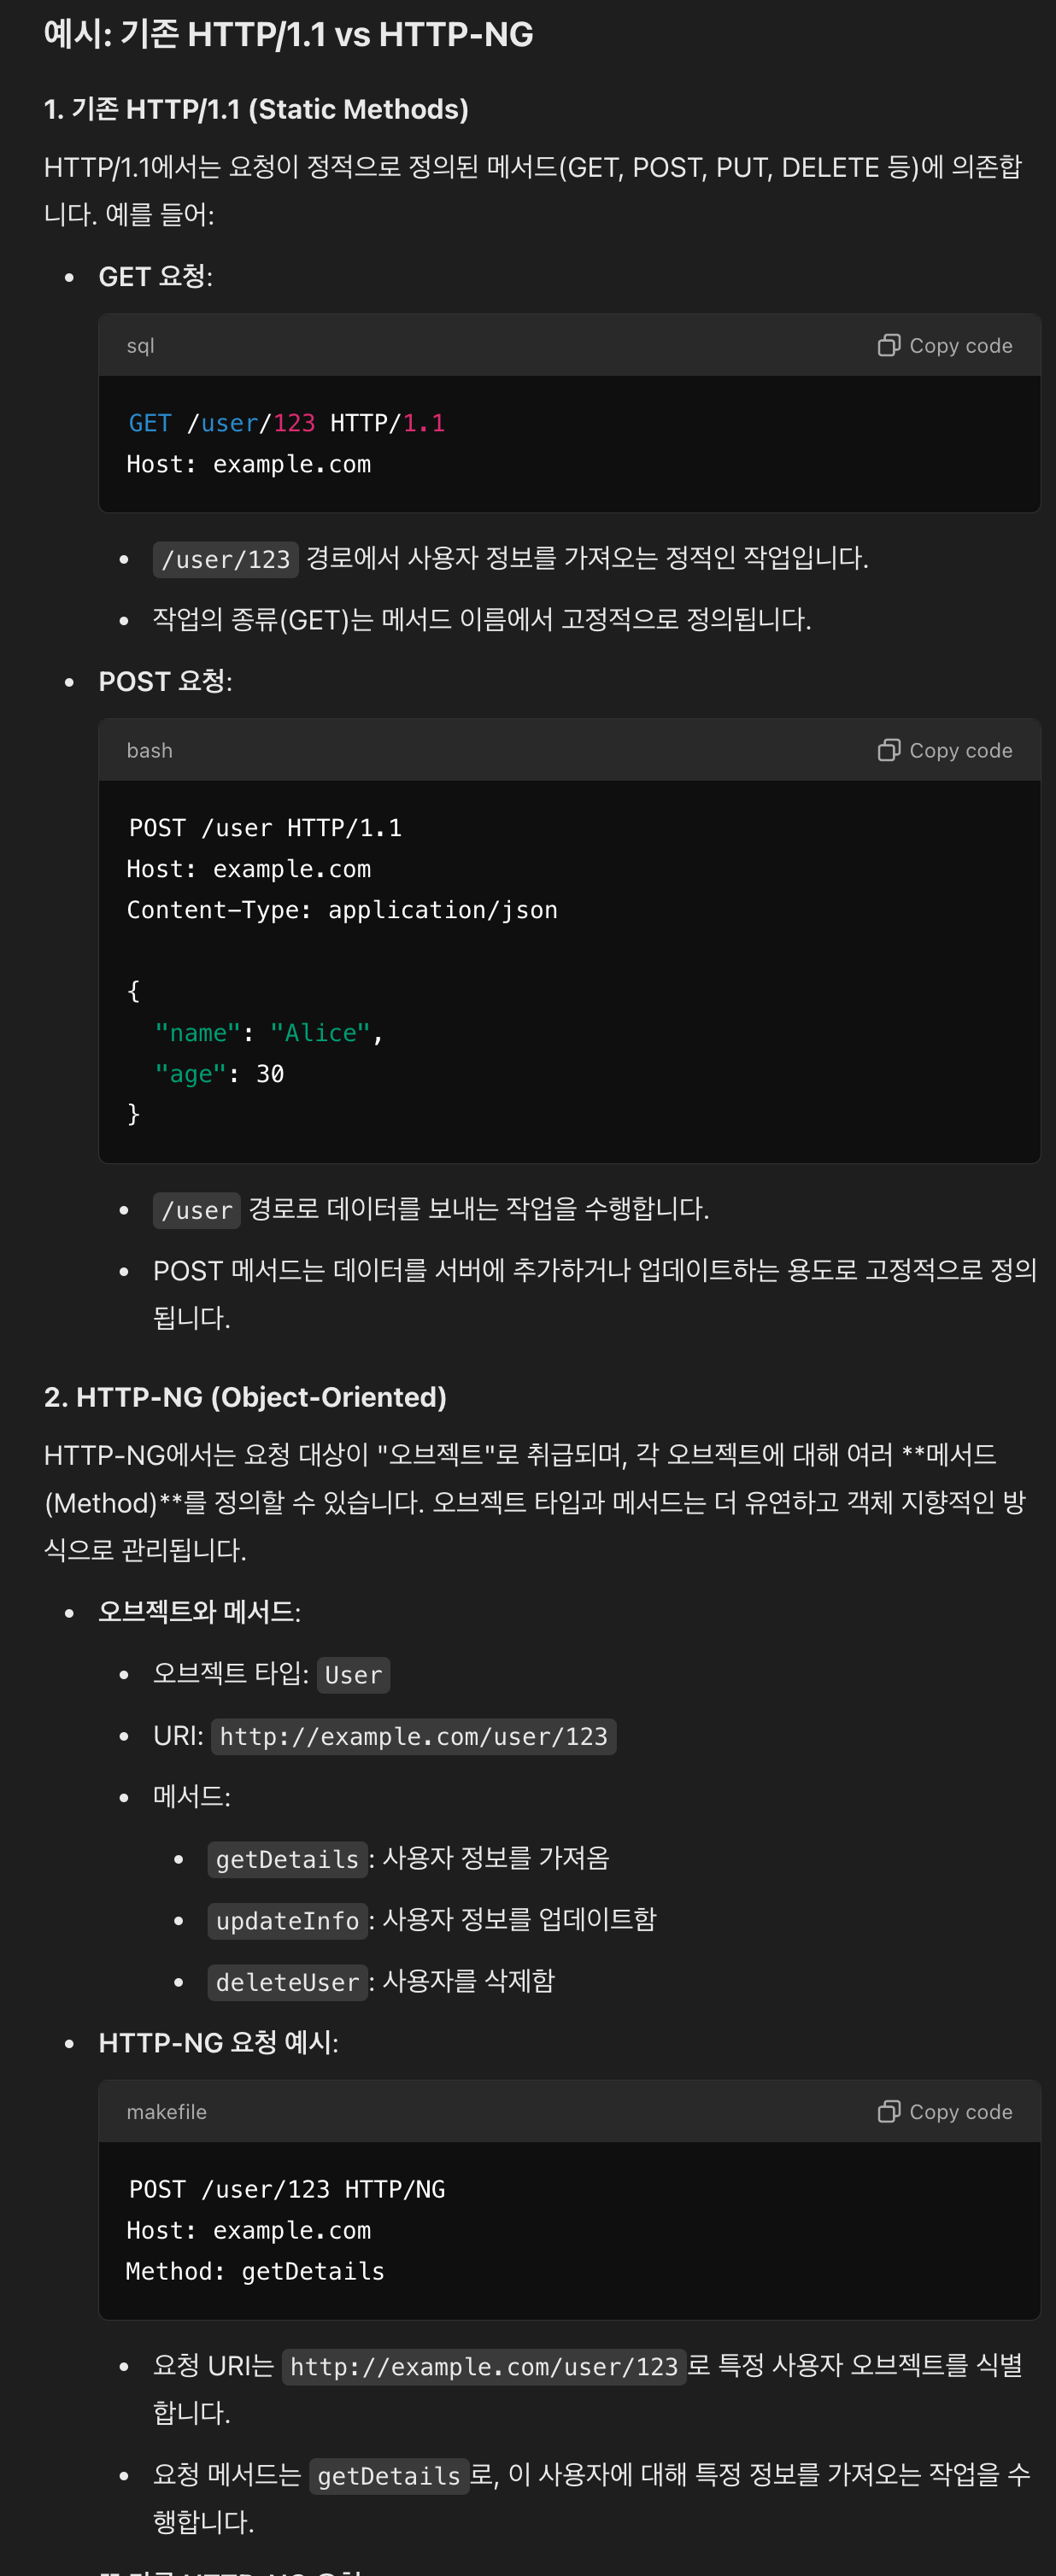 예시: 기존 HTTP/1.1 vs HTTP-NG
1. 기존 HTTP/1.1 (Static Methods)
HTTP/1.1에서는 요청이 정적으로 정의된 메서드(GET, POST, PUT, DELETE 등)에 의존합
니다. 예를 들어:
• GET 요청:
sql Copy code
GET /user/123 HTTP/1.1
Host: example.com
• /user/123 경로에서 사용자 정보를 가져오는 정적인 작업입니다.
• 작업의 종류(GET)는 메서드 이름에서 고정적으로 정의됩니다.
• POST 요청:
bash Copy code
POST /user HTTP/1.1
Host: example.com
Content-Type: application/json
{
"name": "Alice",
"age": 30
}
• /user 경로로 데이터를 보내는 작업을 수행합니다.
• POST 메서드는 데이터를 서버에 추가하거나 업데이트하는 용도로 고정적으로 정의
됩니다.
2. HTTP-NG (Object-Oriented)
HTTP-NG에서는 요청 대상이 "오브젝트"로 취급되며, 각 오브젝트에 대해 여러 **메서드
(Method)**를 정의할 수 있습니다. 오브젝트 타입과 메서드는 더 유연하고 객체 지향적인 방
식으로 관리됩니다.
• 오브젝트와 메서드:
• 오브젝트 타입: User
• URI: http://example.com/user/123
• 메서드:
• getDetails: 사용자 정보를 가져옴
• updateInfo: 사용자 정보를 업데이트함
• deleteUser: 사용자를 삭제함
• HTTP-NG 요청 예시:
makefile Copy code
POST /user/123 HTTP/NG
Host: example.com
Method: getDetails
• 요청 URI는 http://example.com/user/123로 특정 사용자 오브젝트를 식별
합니다.
• 요청 메서드는 getDetails로, 이 사용자에 대해 특정 정보를 가져오는 작업을 수
행합니다.